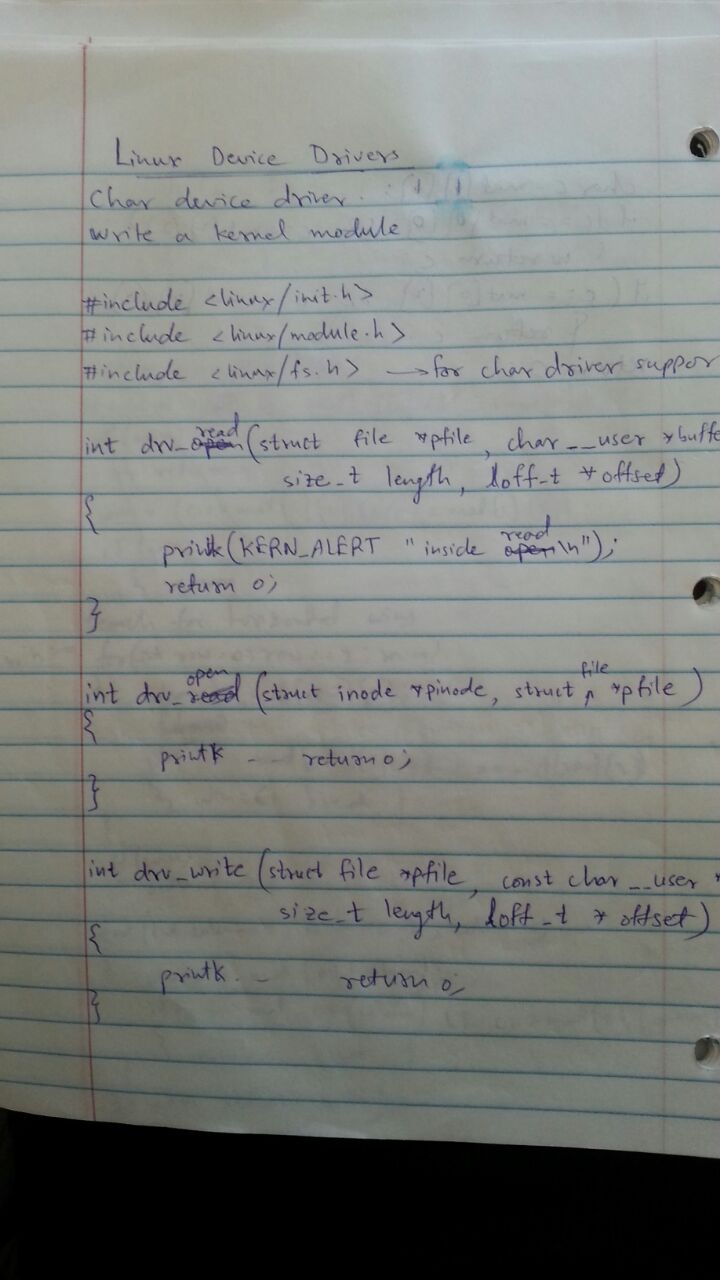 Linux Device Drivers
Char device driver.
Write a kernel module
#include <linux/init.h>
#include <linux/module.h>
#include <linux/fs.h> → for char driver suppor
int drv_read(struct file *pfile, char __user *buffe
size_t length, loff_t *offset)
{
printk(KERN_ALERT "inside read\n");
return 0;
}
int drv_open (struct inode *pinode, struct file *pfile)
{
printk -- return 0;
}
int drv_write (struct file *pfile, const char __user *
size_t length, loff_t * offset)
{
printk. -- return 0;
}